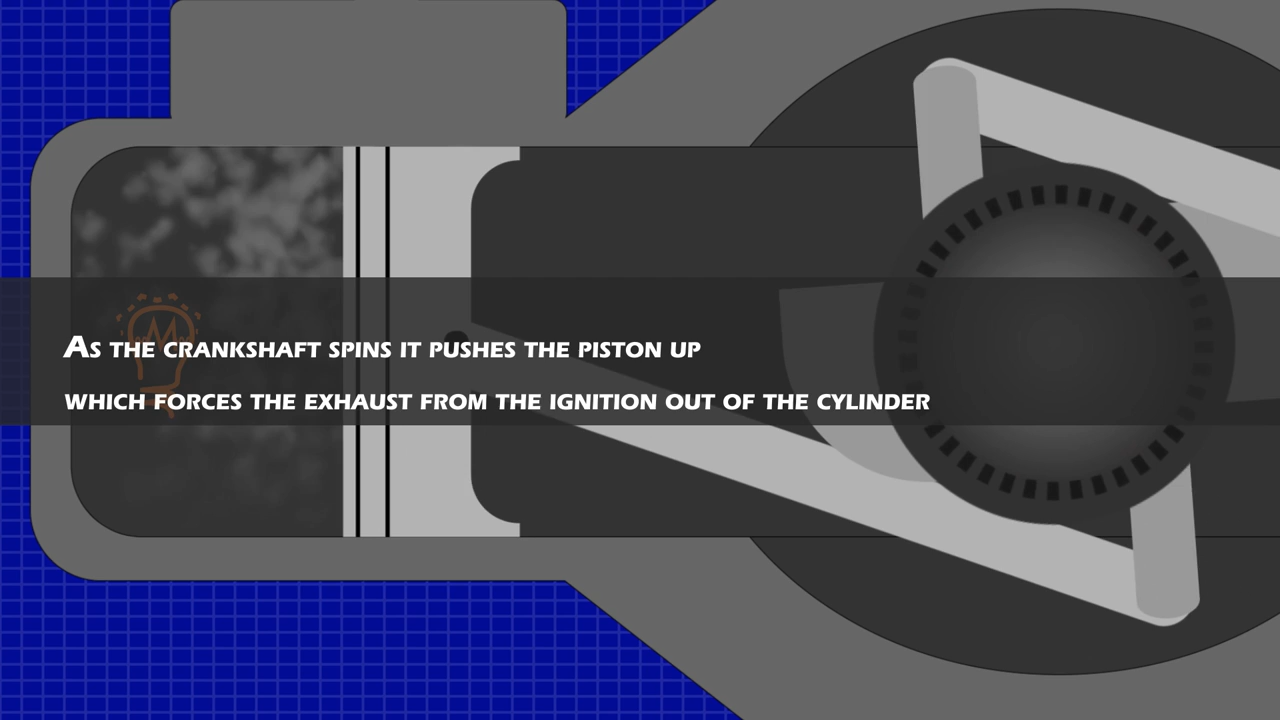 As the crankshaft spins it pushes the piston up
which forces the exhaust from the ignition out of the cylinder